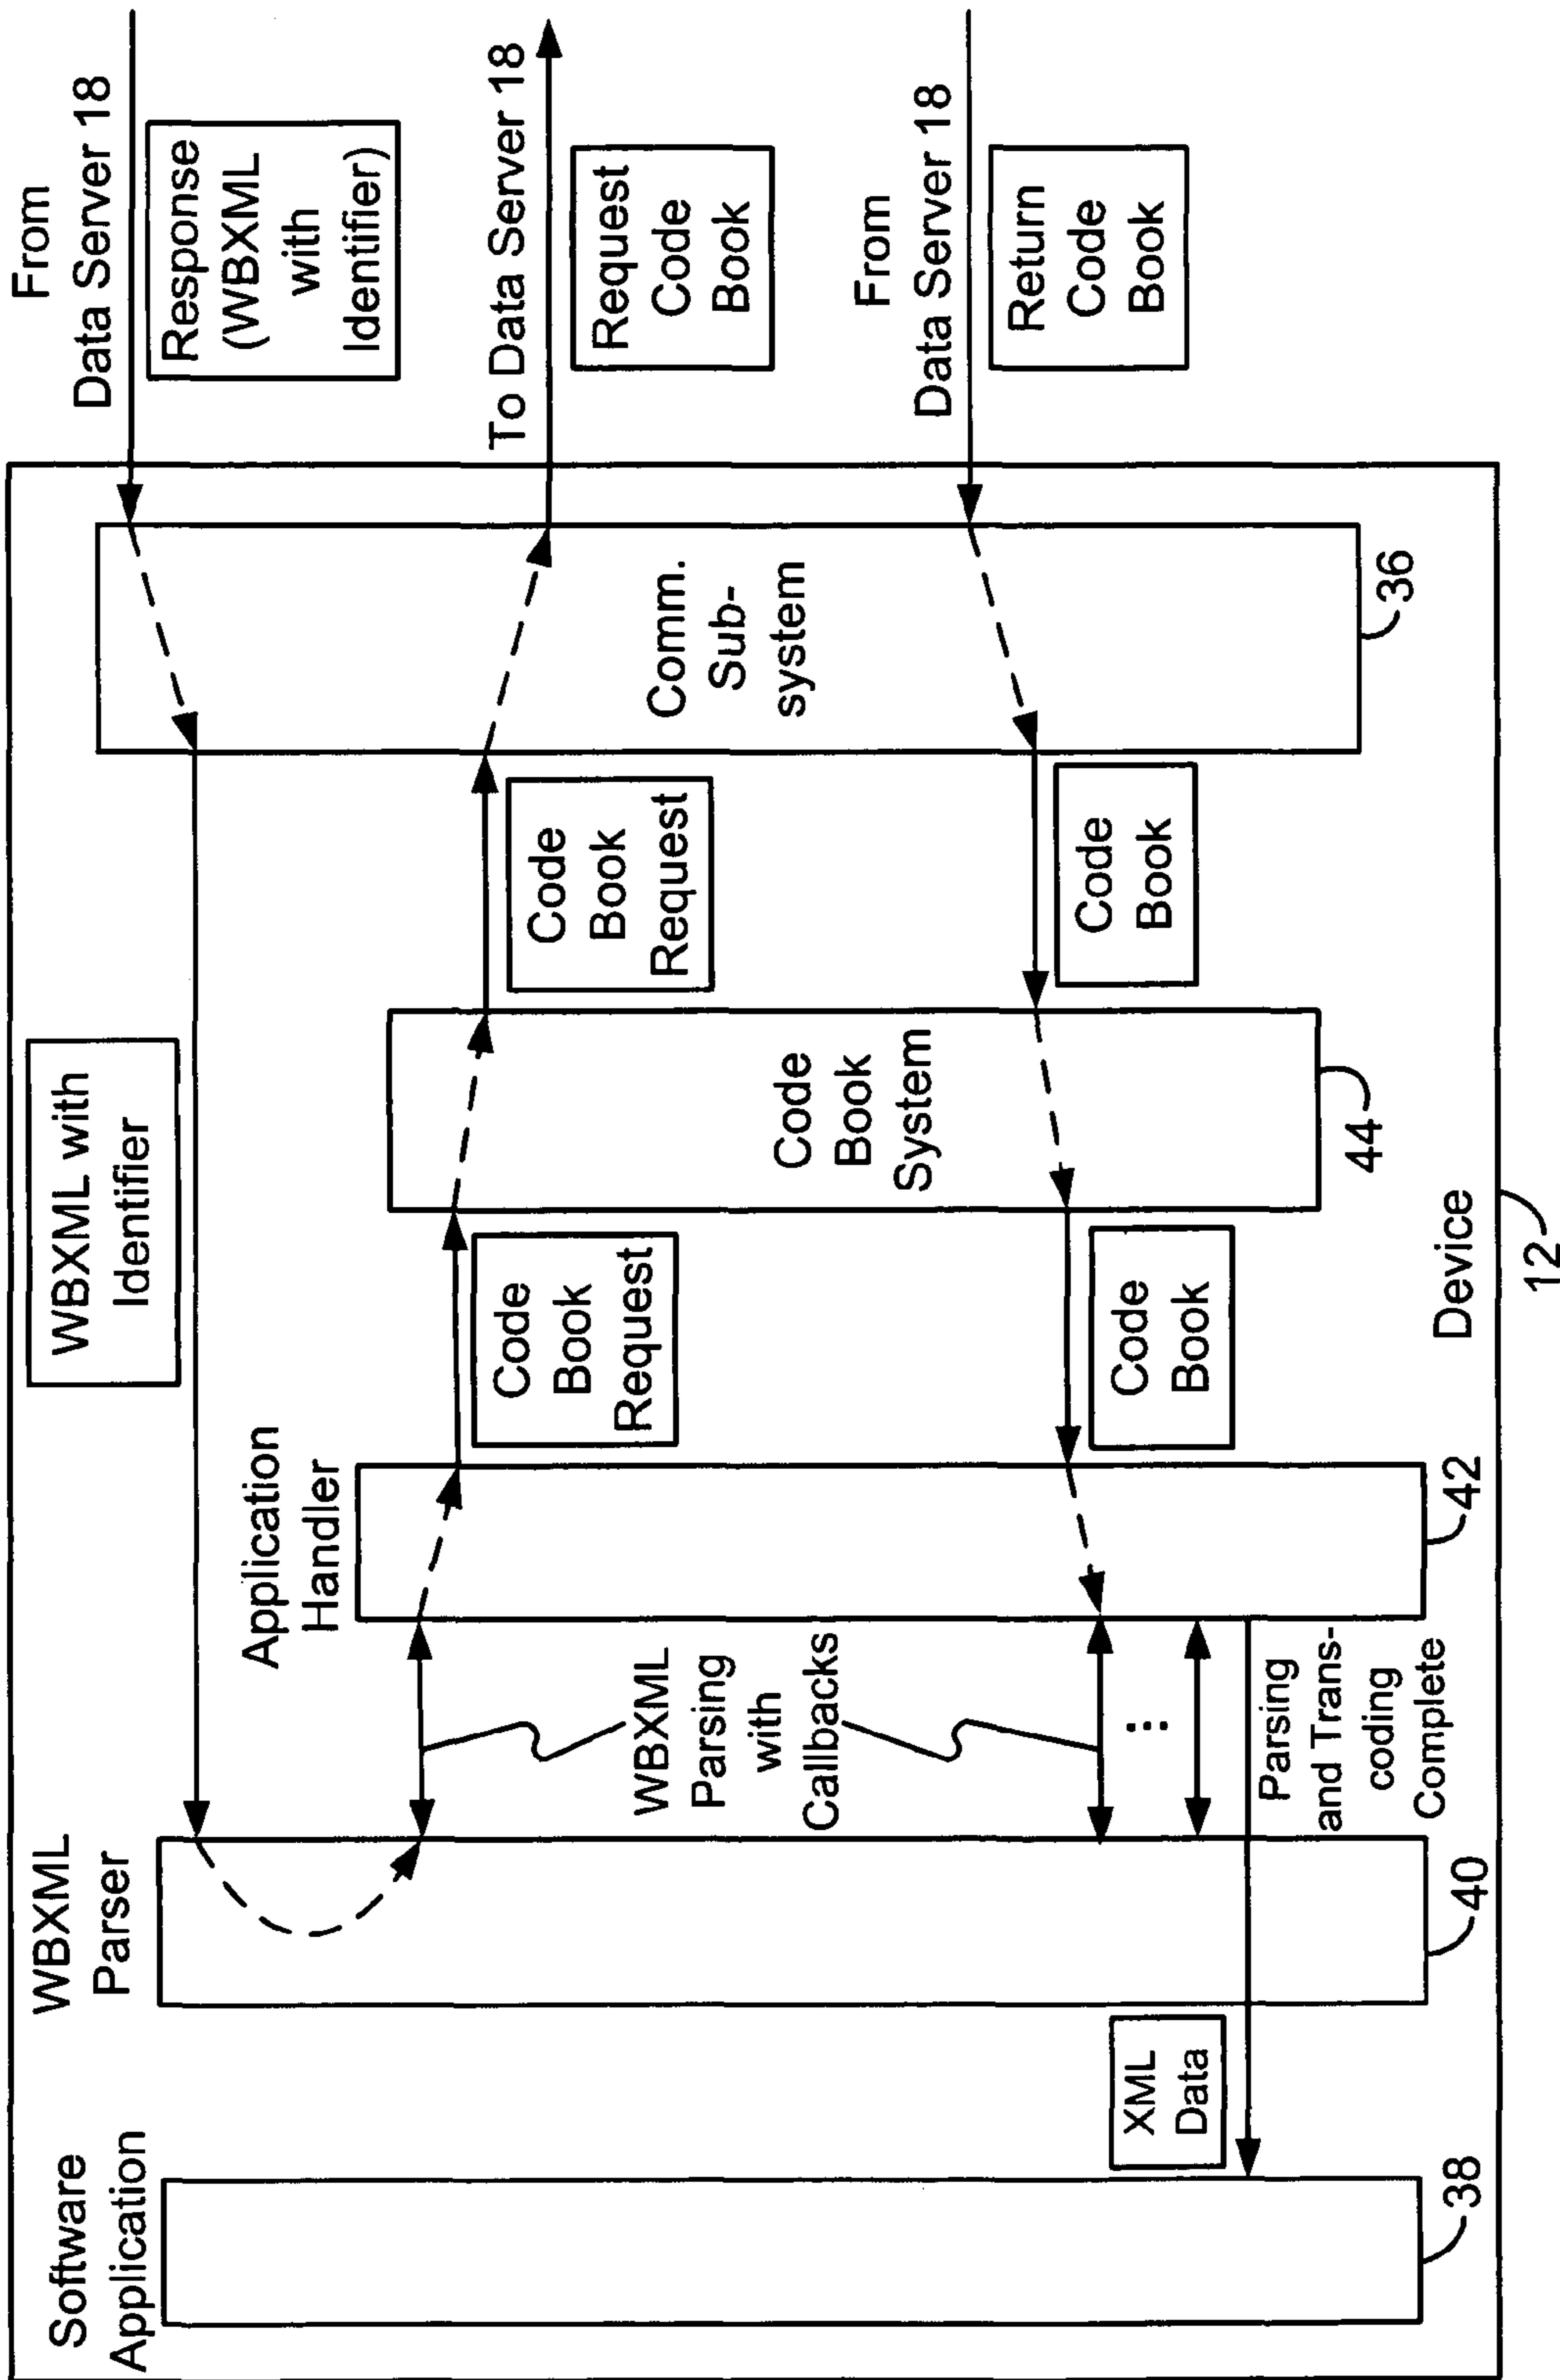 Software
Application
WBXML
Parser
Application
Handler
WBXML with
Identifier
From
Data Server 18
Response
(WBXML
with
Identifier)
To Data Server 18
Request
Code
Book
From
Data Server 18
Return
Code
Book
Comm.
Sub-
system
36
Code
Book
Request
Code
Book
Code
Book
System
44
Code
Book
Request
Code
Book
42
WBXML
Parsing
with
Callbacks
...
Parsing
and Trans-
coding
Complete
40
XML
Data
38
Device
12